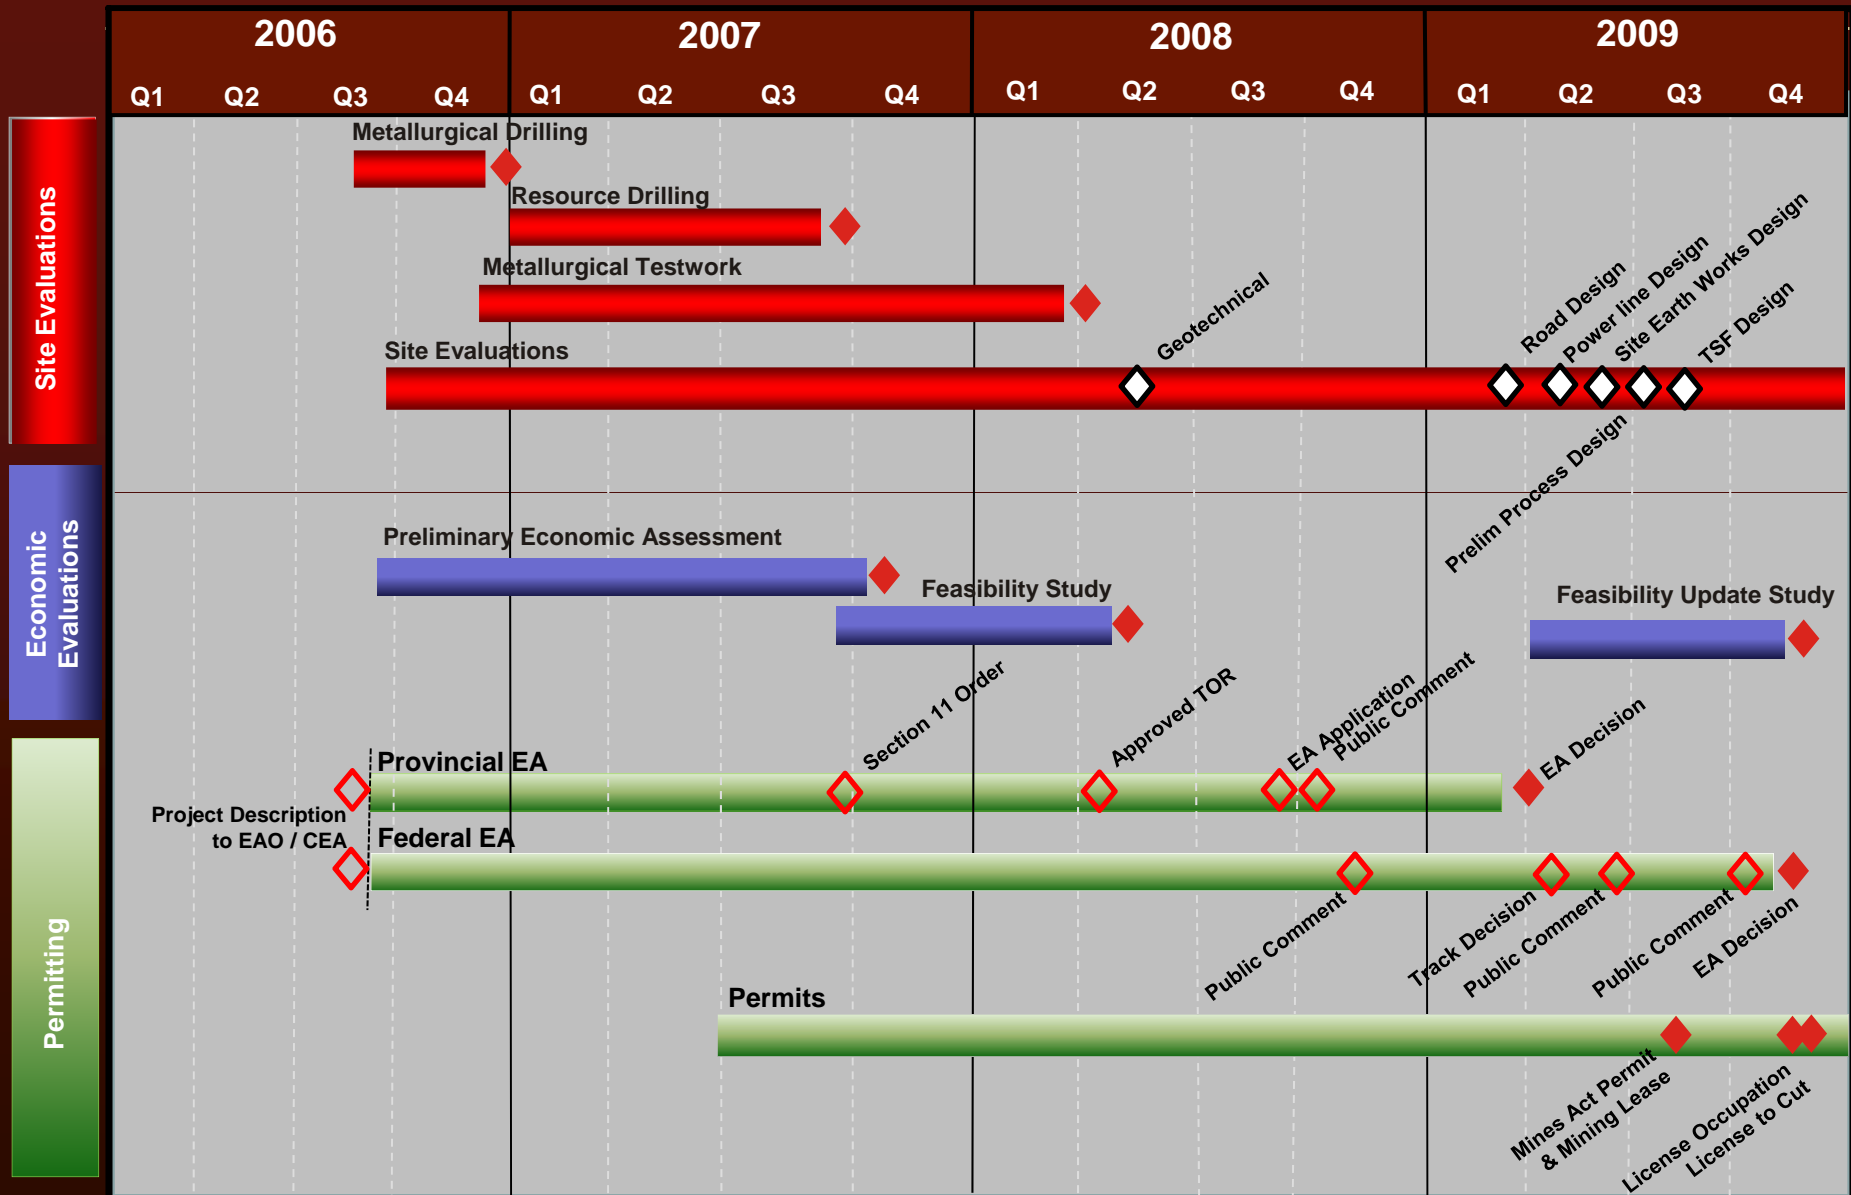 2006
2007
2008
2009
Q1 Q2 Q3 Q4 Q1 Q2 Q3 Q4 Q1 Q2 Q3 Q4 Q1 Q2 Q3 Q4
Site Evaluations
Metallurgical Drilling
Resource Drilling
Metallurgical Testwork
Site Evaluations
Geotechnical
Road Design
Power line Design
Site Earth Works Design
TSF Design
Prelim Process Design
Economic
Evaluations
Preliminary Economic Assessment
Feasibility Study
Feasibility Update Study
Permitting
Provincial EA
Section 11 Order
Approved TOR
EA Application
Public Comment
EA Decision
Project Description
to EAO / CEA
Federal EA
Public Comment
Track Decision
Public Comment
Public Comment
EA Decision
Permits
Mines Act Permit
& Mining Lease
License Occupation
License to Cut